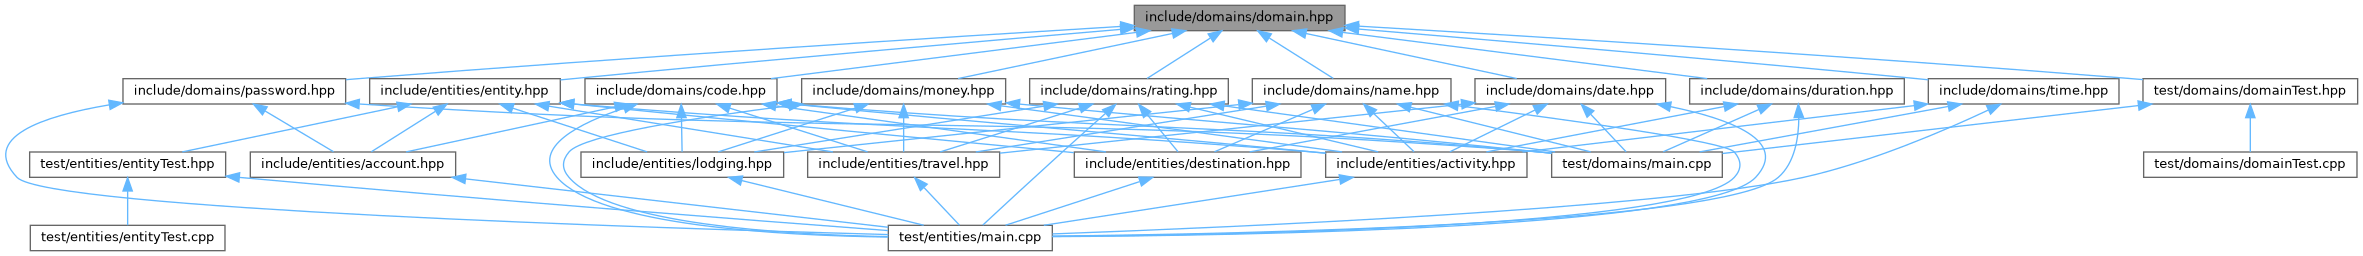 include/domains/domain.hpp
include/domains/password.hpp
include/entities/entity.hpp
include/domains/code.hpp
include/domains/money.hpp
include/domains/rating.hpp
include/domains/name.hpp
include/domains/date.hpp
include/domains/duration.hpp
include/domains/time.hpp
test/domains/domainTest.hpp
test/entities/entityTest.hpp
include/entities/account.hpp
include/entities/lodging.hpp
include/entities/travel.hpp
include/entities/destination.hpp
include/entities/activity.hpp
test/domains/main.cpp
test/domains/domainTest.cpp
test/entities/entityTest.cpp
test/entities/main.cpp